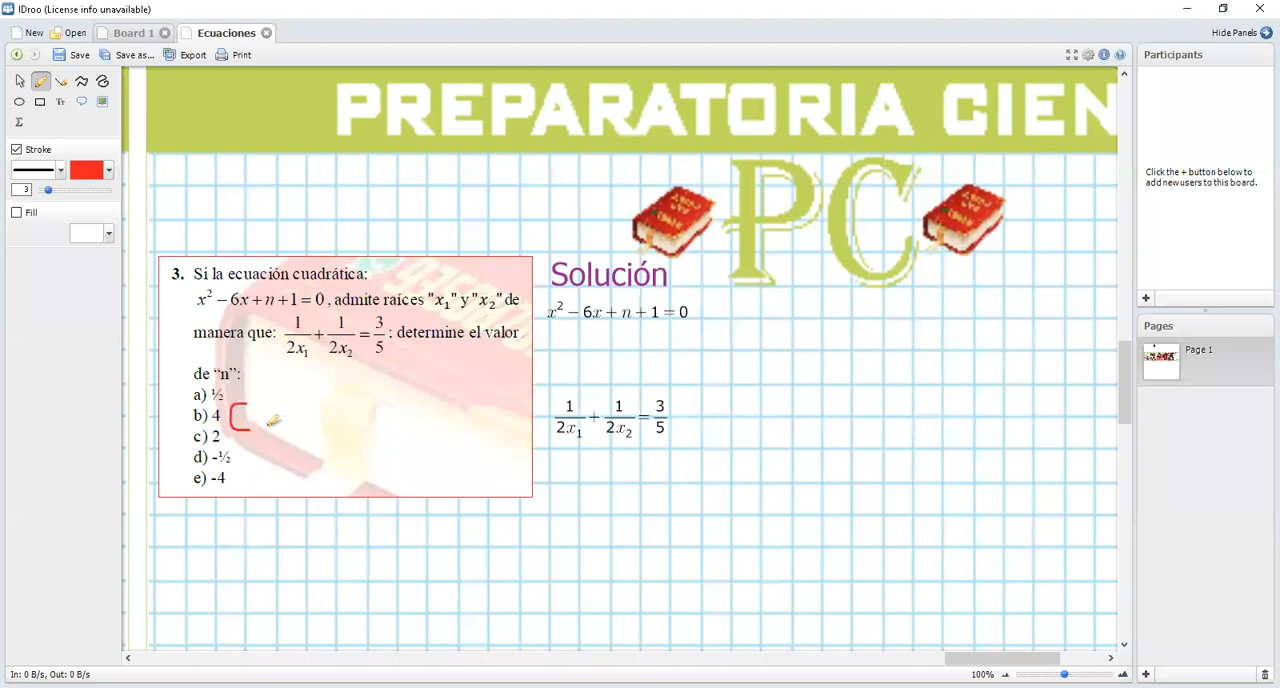 IDroo (License info unavailable)
New Open Board 1 Ecuaciones Hide Panels
Save Save as... Export Print
Participants
Click the + button below to
add new users to this board.
Stroke
3
Fill
Tr
Σ
PREPARATORIA CIEN
PC
3. Si la ecuación cuadrática:
x² − 6x + n + 1 = 0 , admite raíces "x₁" y "x₂" de
manera que: 1/2x₁ + 1/2x₂ = 3/5 ; determine el valor
de “n”:
a) ½
b) 4
c) 2
d) -½
e) -4
Solución
x² − 6x + n + 1 = 0
1/2x₁ + 1/2x₂ = 3/5
Pages
Page 1
In: 0 B/s, Out: 0 B/s
100%